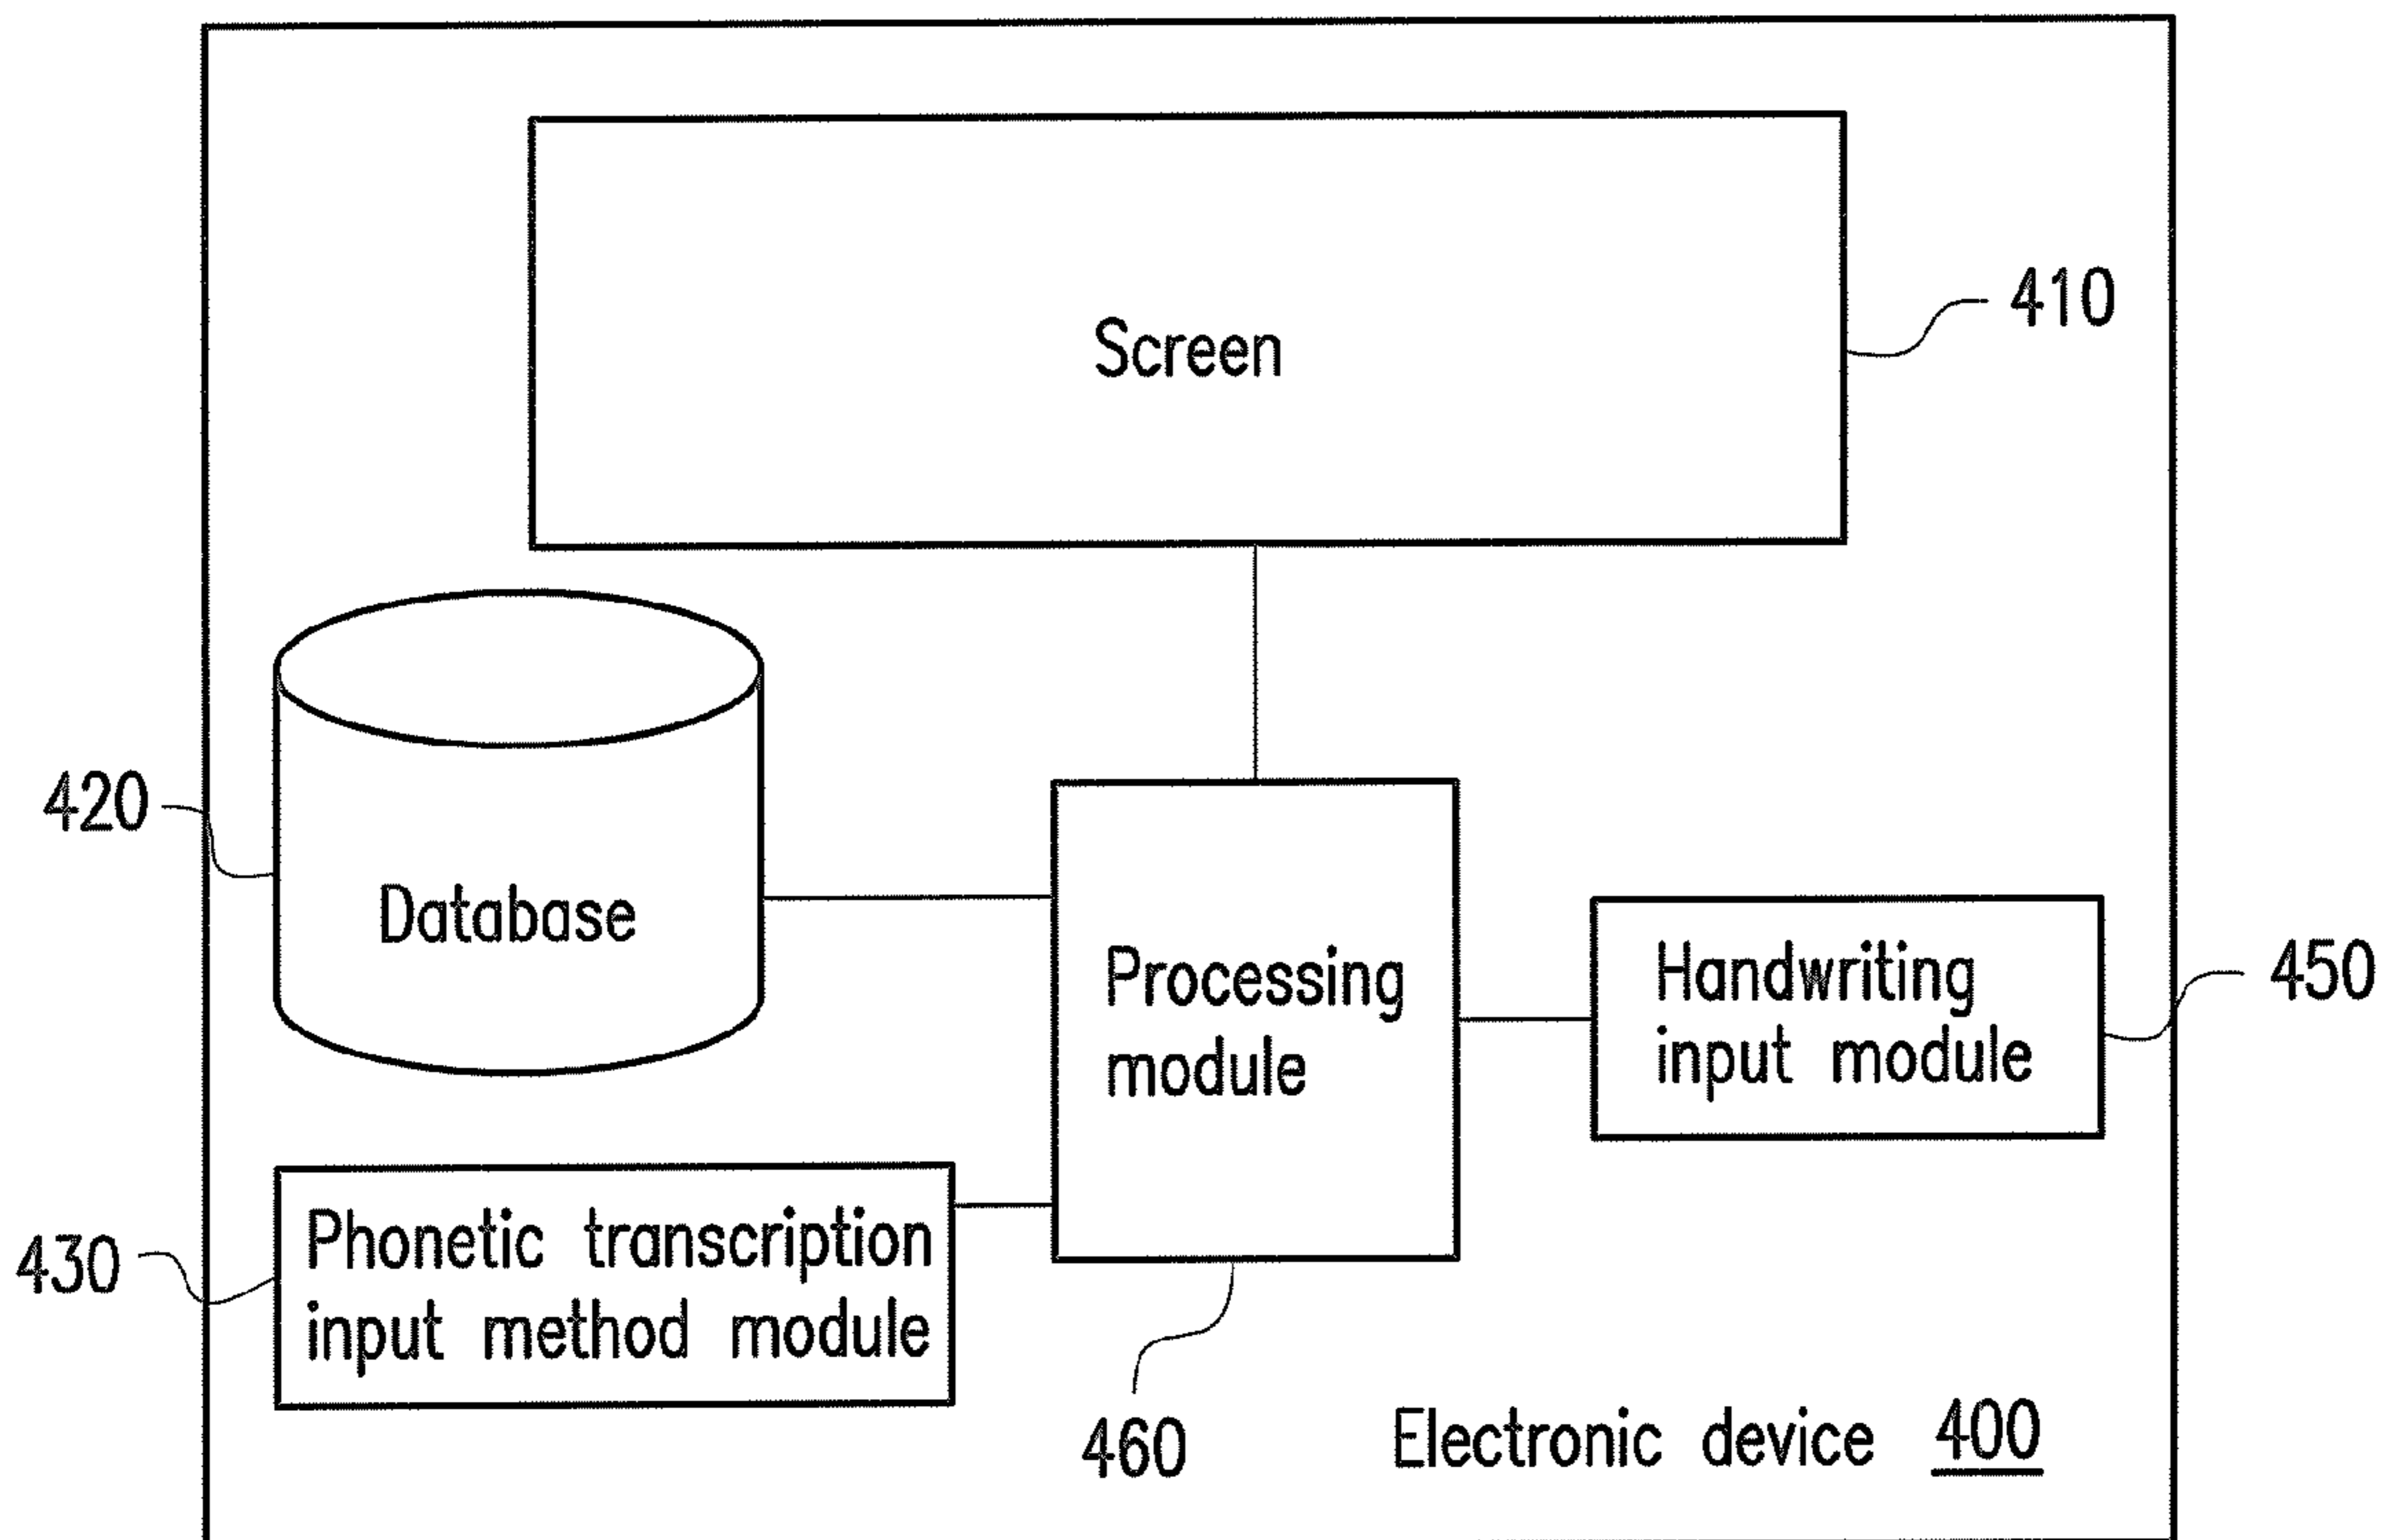 Screen
410
420
Database
Processing
module
Handwriting
input module
450
430
Phonetic transcription
input method module
460
Electronic device 400